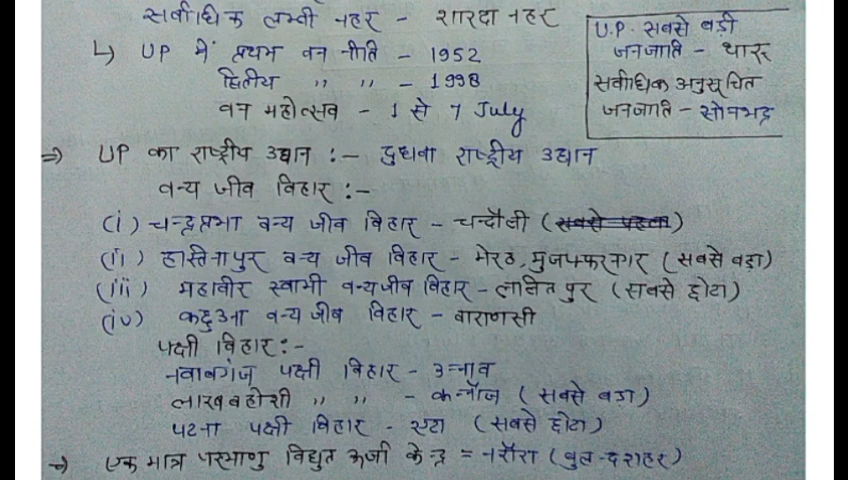 सर्वाधिक लम्बी नहर - शारदा नहर
↳ UP में प्रथम वन नीति - 1952
द्वितीय " " - 1998
वन महोत्सव - 1 से 7 July
U.P. सबसे बड़ी
जनजाति - थारू
सर्वाधिक अनुसूचित
जनजाति - सोनभद्र
⇒ UP का राष्ट्रीय उद्यान :- दुधवा राष्ट्रीय उद्यान
वन्य जीव विहार :-
(i) चन्द्रप्रभा वन्य जीव विहार - चन्दौली (सबसे पहला)
(ii) हास्तिनापुर वन्य जीव विहार - मेरठ, मुजफ्फरनगर (सबसे बड़ा)
(iii) महावीर स्वामी वन्यजीव विहार - ललितपुर (सबसे छोटा)
(iv) कछुआ वन्य जीव विहार - वाराणसी
पक्षी विहार :-
नवाबगंज पक्षी विहार - उन्नाव
लाखबहोशी " " - कन्नौज (सबसे बड़ा)
पटना पक्षी विहार - एटा (सबसे छोटा)
⇒ एक मात्र परमाणु विद्युत ऊर्जा केन्द्र = नरौरा (बुलन्दशहर)